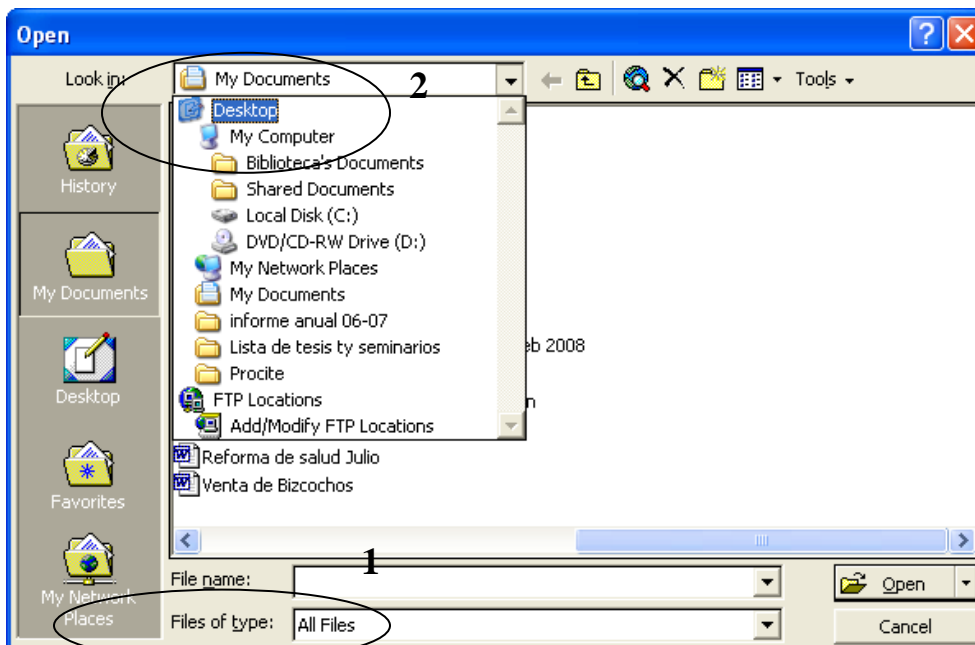 Open
Look in:
My Documents
2
Tools
Desktop
My Computer
Biblioteca's Documents
Shared Documents
Local Disk (C:)
DVD/CD-RW Drive (D:)
My Network Places
My Documents
informe anual 06-07
Lista de tesis ty seminarios
Procite
FTP Locations
Add/Modify FTP Locations
History
My Documents
Desktop
Favorites
My Network
Places
2008
Reforma de salud Julio
Venta de Bizcochos
1
File name:
Open
Files of type:
All Files
Cancel